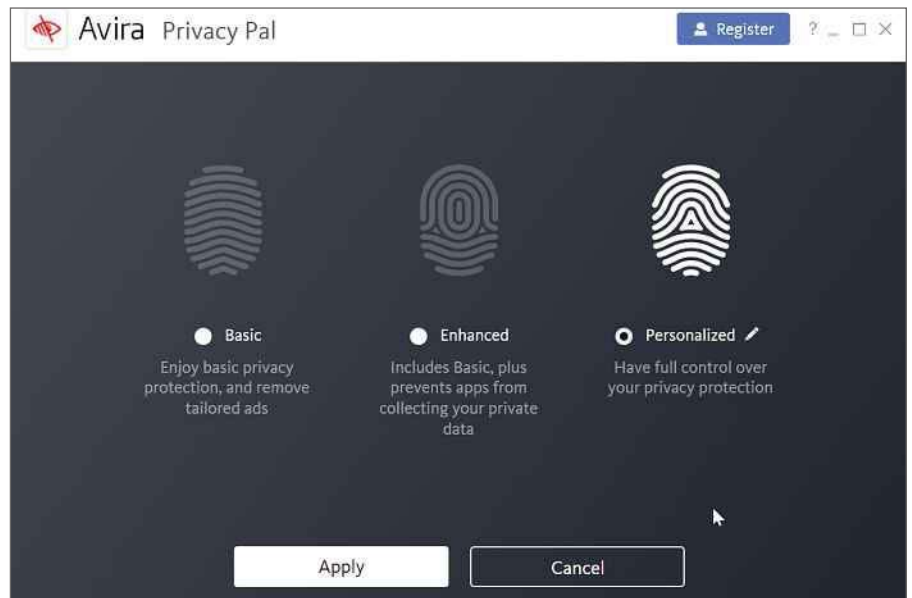 Avira Privacy Pal
Register ?
Basic
Enjoy basic privacy
protection, and remove
tailored ads
Enhanced
Includes Basic, plus
prevents apps from
collecting your private
data
Personalized
Have full control over
your privacy protection
Apply
Cancel